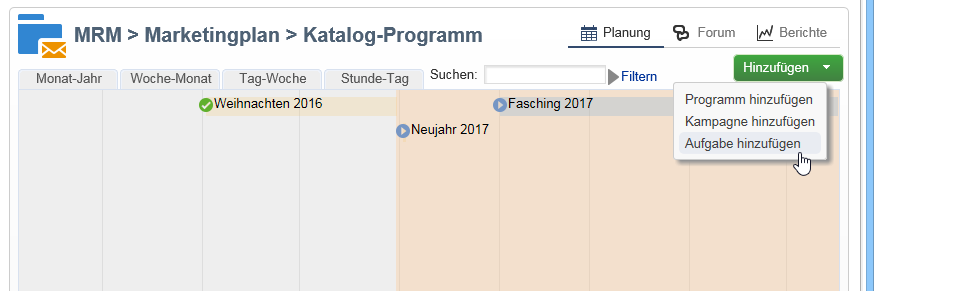 MRM > Marketingplan > Katalog-Programm
Planung Forum Berichte
Monat-Jahr Woche-Monat Tag-Woche Stunde-Tag Suchen: Filtern Hinzufügen
Weihnachten 2016 Fasching 2017
Neujahr 2017
Programm hinzufügen
Kampagne hinzufügen
Aufgabe hinzufügen